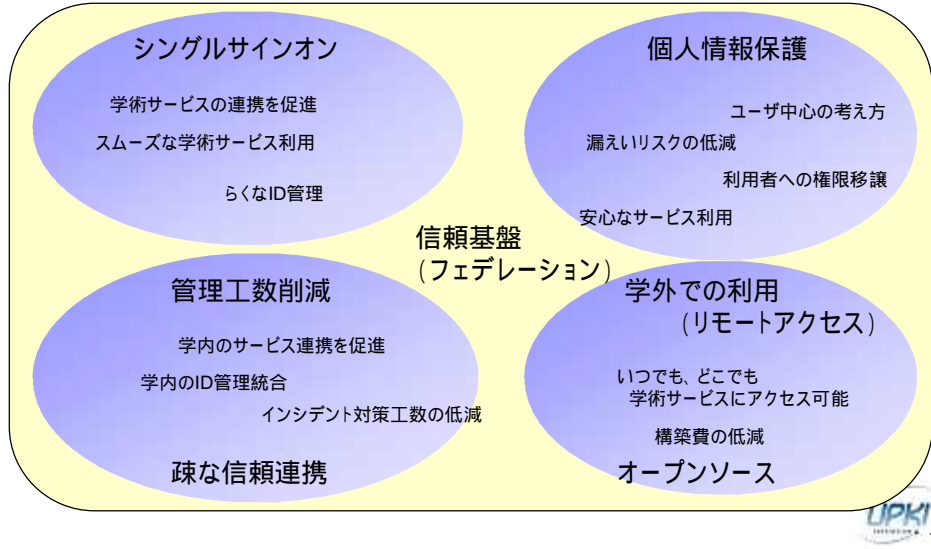 シングルサインオン
学術サービスの連携を促進
スムーズな学術サービス利用
らくなID管理
個人情報保護
ユーザ中心の考え方
漏えいリスクの低減
利用者への権限移譲
安心なサービス利用
信頼基盤
(フェデレーション)
管理工数削減
学内のサービス連携を促進
学内のID管理統合
インシデント対策工数の低減
疎な信頼連携
学外での利用
(リモートアクセス)
いつでも、どこでも
学術サービスにアクセス可能
構築費の低減
オープンソース
UPKI